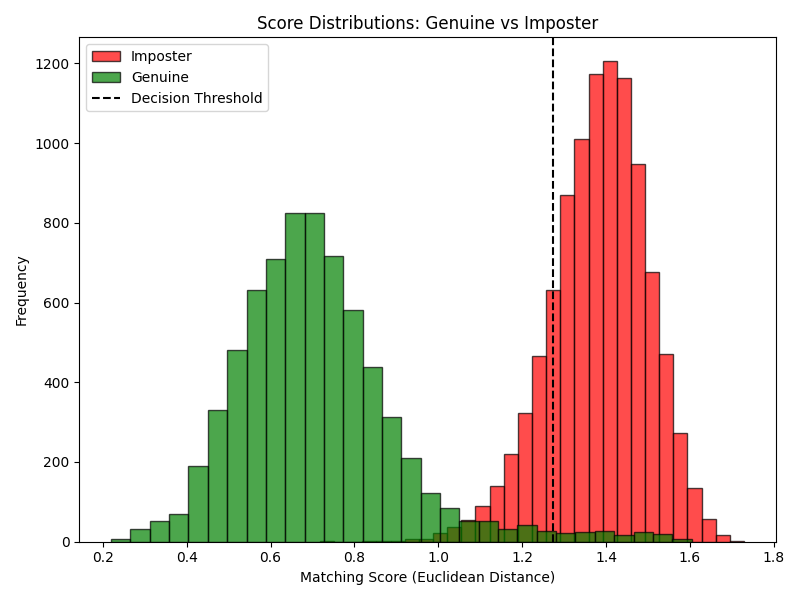 Score Distributions: Genuine vs Imposter
Imposter
Genuine
Decision Threshold
Frequency
1200
1000
800
600
400
200
0
0.2 0.4 0.6 0.8 1.0 1.2 1.4 1.6 1.8
Matching Score (Euclidean Distance)